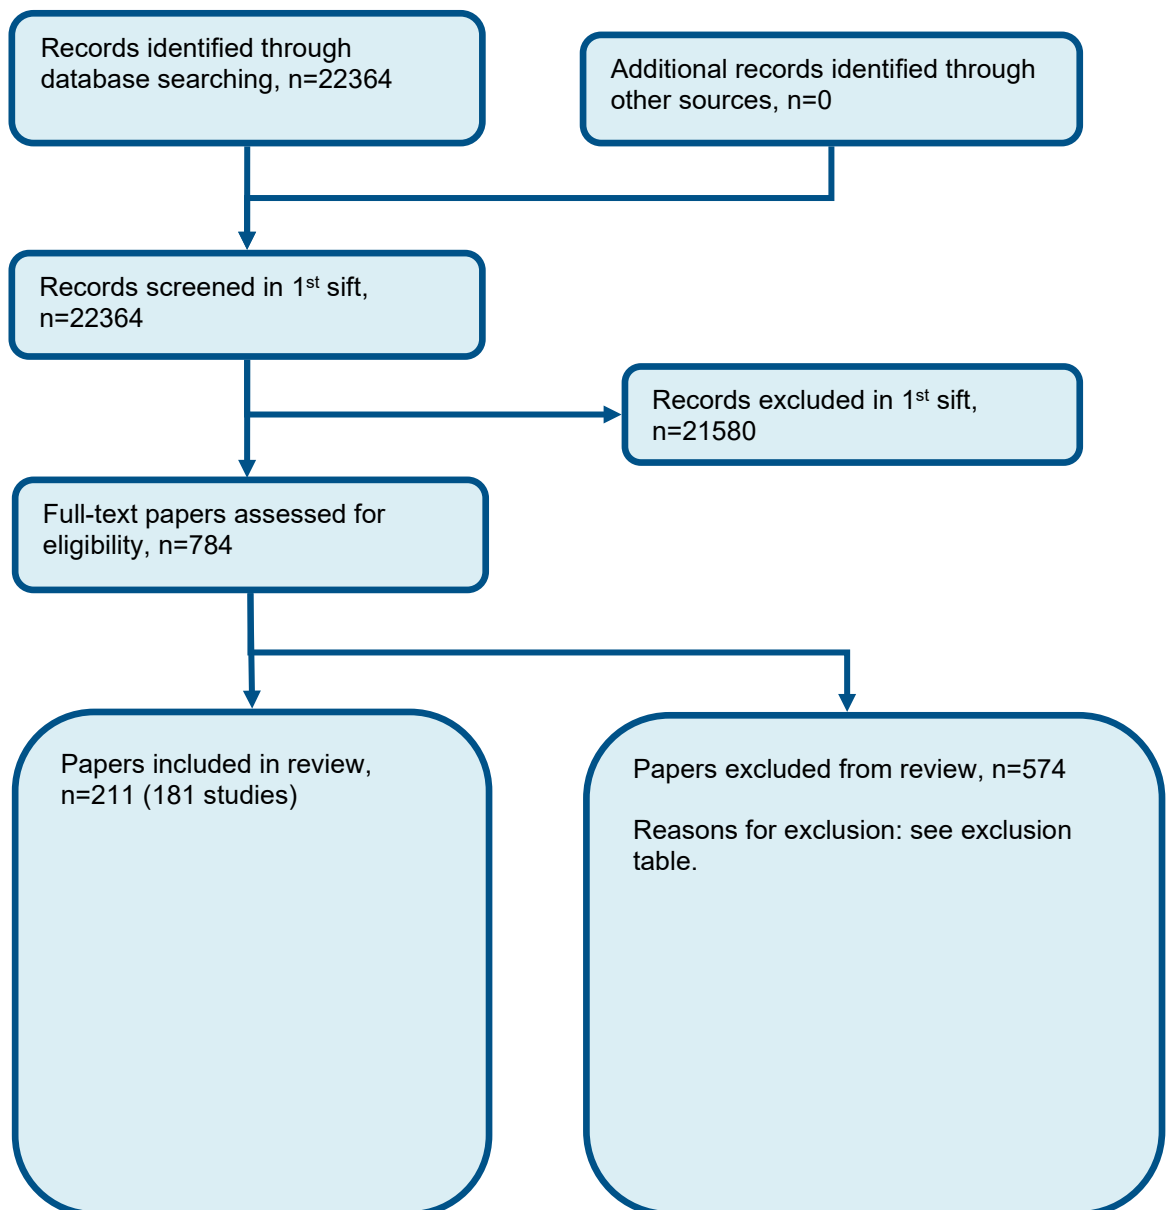 Records identified through
database searching, n=22364
Additional records identified through
other sources, n=0
Records screened in 1st sift,
n=22364
Records excluded in 1st sift,
n=21580
Full-text papers assessed for
eligibility, n=784
Papers included in review,
n=211 (181 studies)
Papers excluded from review, n=574
Reasons for exclusion: see exclusion
table.